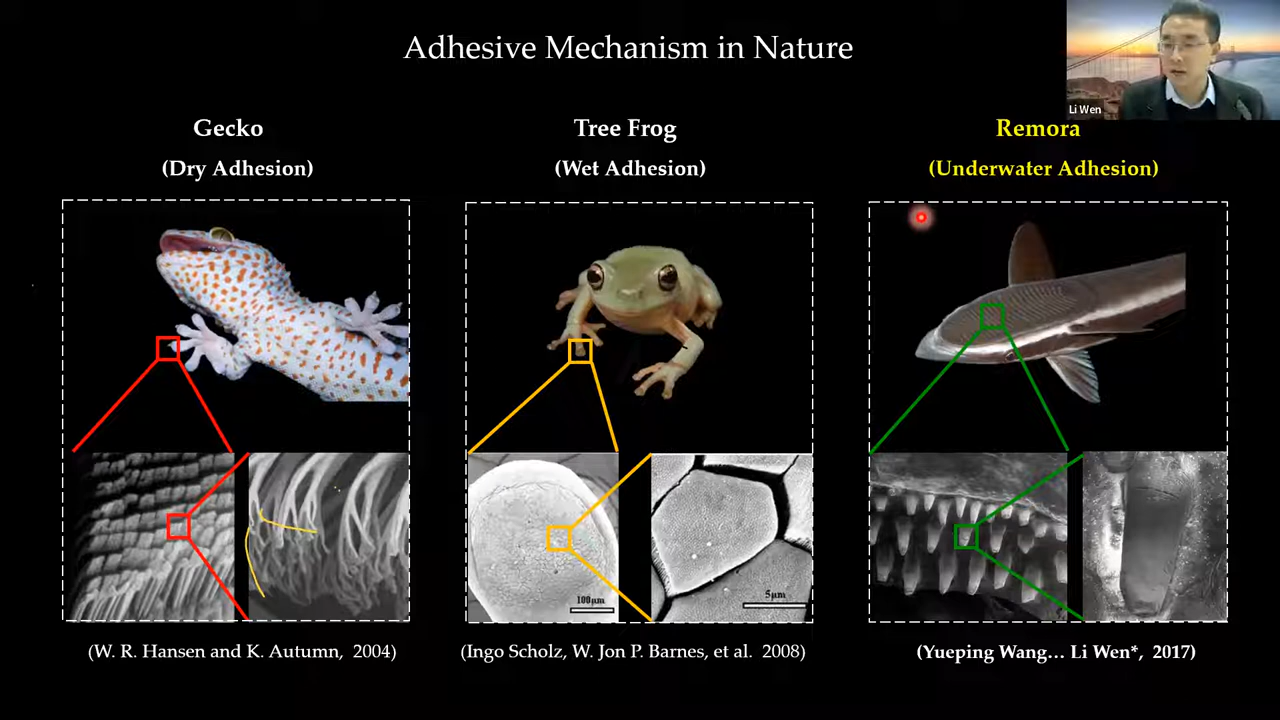 Adhesive Mechanism in Nature
Li Wen
Gecko
(Dry Adhesion)
Tree Frog
(Wet Adhesion)
Remora
(Underwater Adhesion)
100μm
5μm
(W. R. Hansen and K. Autumn, 2004)
(Ingo Scholz, W. Jon P. Barnes, et al. 2008)
(Yueping Wang... Li Wen*, 2017)